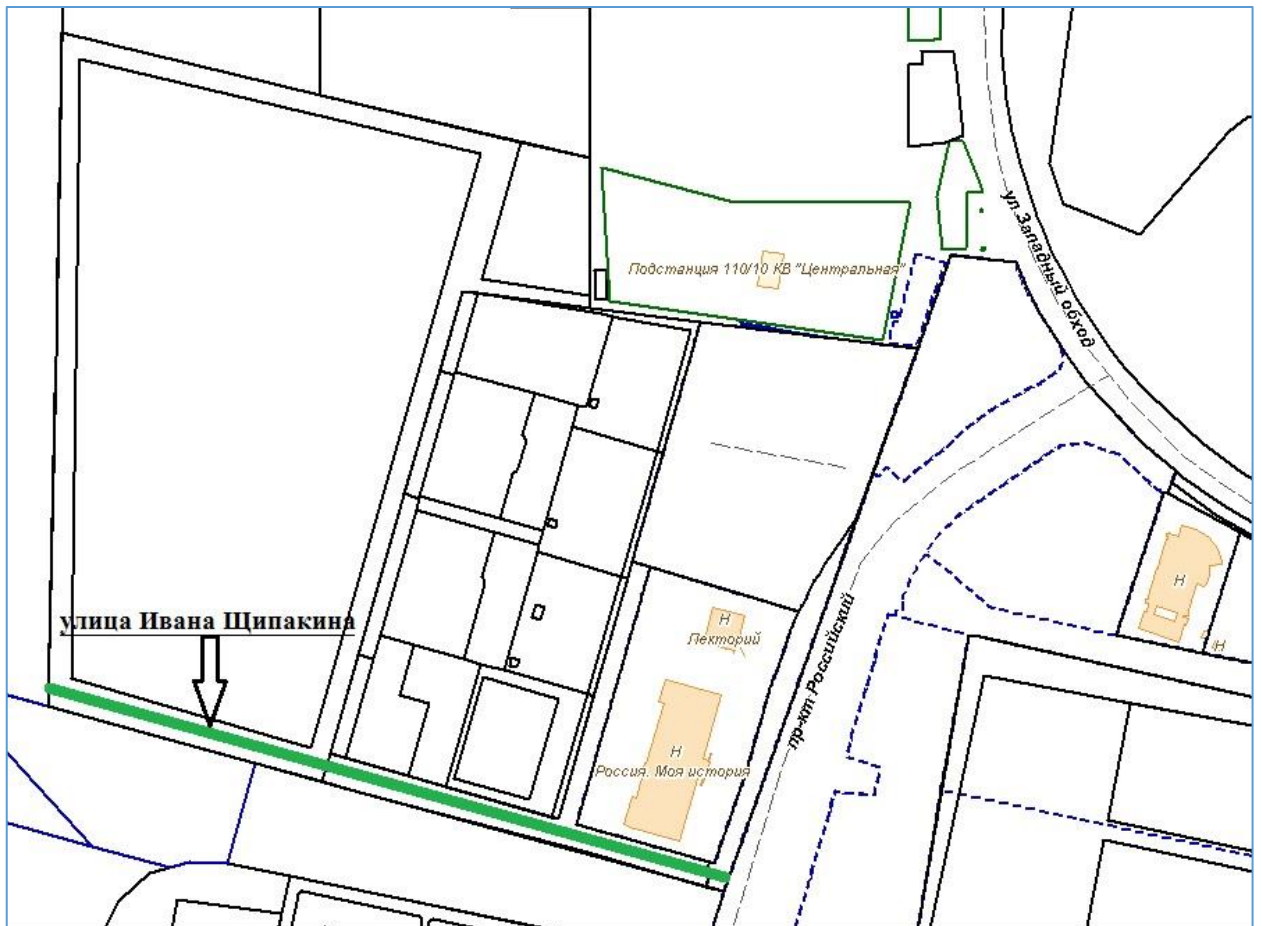 ул Западный обход
Подстанция 110/10 КВ "Центральная"
Н
Н
Лекторий
улица Ивана Щипакина
Н
пр-кт Российский
Н
Россия. Моя история